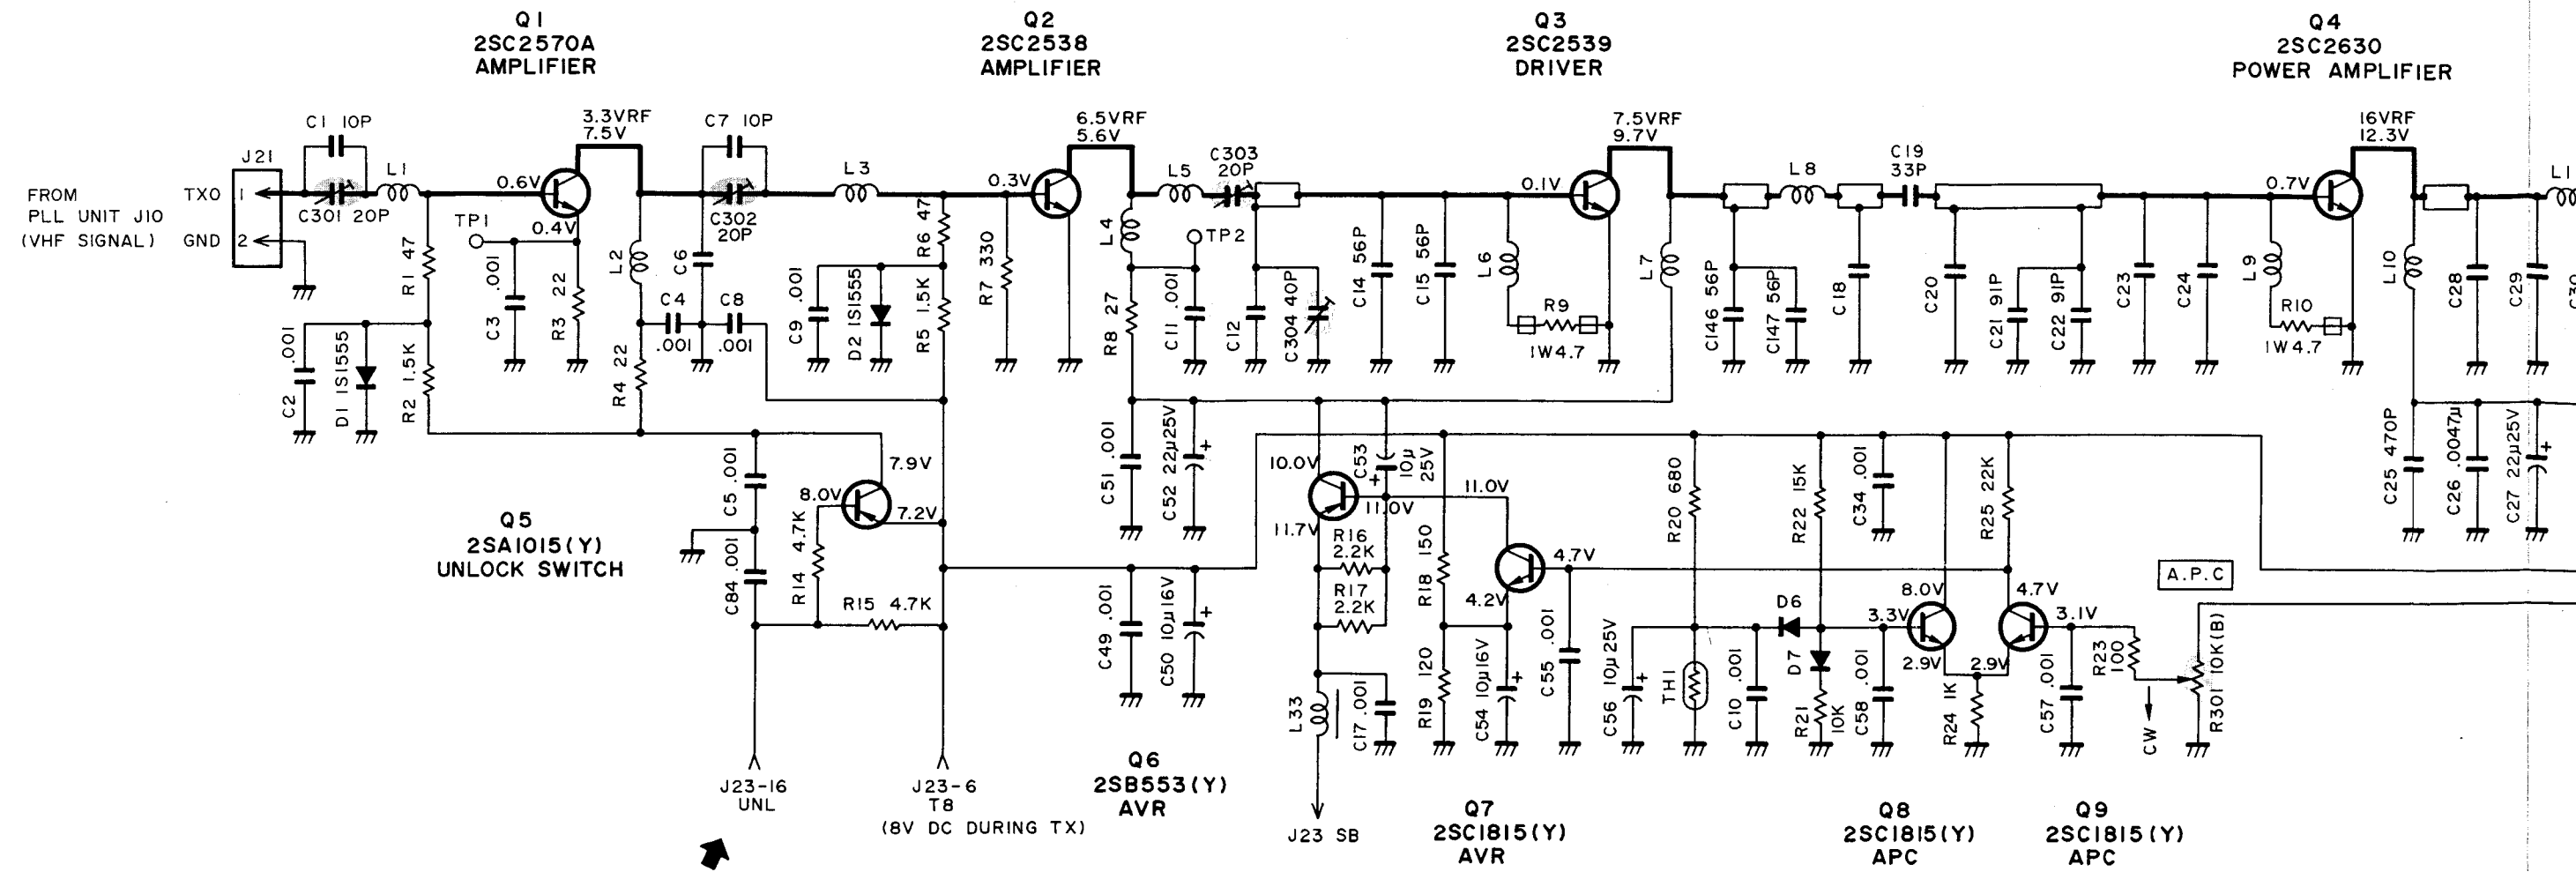 Q1
2SC2570A
AMPLIFIER
Q2
2SC2538
AMPLIFIER
Q3
2SC2539
DRIVER
Q4
2SC2630
POWER AMPLIFIER
FROM
PLL UNIT J10
(VHF SIGNAL)
TXO
GND
J21
1
2
C1 10P
C301 20P
L1
0.6V
3.3VRF
7.5V
TP1
0.4V
R1 47
C3 .001
R3 22
C2 .001
D1 1S1555
R2 1.5K
L2
R4 22
C4
.001
C6
C8
.001
C7 10P
C302
20P
L3
R6 47
C9 .001
D2 1S1555
R5 1.5K
R7 330
0.3V
6.5VRF
5.6V
L4
L5
C303
20P
TP2
R8 27
C11 .001
C12
C304 40P
C14 56P
C15 56P
0.1V
7.5VRF
9.7V
L6
R9
1W4.7
L7
L8
C19
33P
C146 56P
C147 56P
C18
C20
C21 91P
C22 91P
C23
C24
0.7V
16VRF
12.3V
L9
R10
1W4.7
L10
L1
C28
C29
C30
C25 470P
C26 .0047μ
C27 22μ25V
C5 .001
C84 .001
7.9V
8.0V
7.2V
R14 4.7K
R15 4.7K
Q5
2SA1015(Y)
UNLOCK SWITCH
J23-16
UNL
J23-6
T8
(8V DC DURING TX)
C51 .001
C52 22μ25V
C49 .001
C50 10μ16V
10.0V
C53
10μ
25V
11.0V
11.0V
11.7V
R16
2.2K
R17
2.2K
L33
C17 .001
J23 SB
Q6
2SB553(Y)
AVR
R18 150
R19 120
4.7V
4.2V
C54 10μ16V
C55 .001
Q7
2SC1815(Y)
AVR
C56 10μ25V
R20 680
TH1
C10 .001
D6
D7
R22 15K
R21
10K
C34 .001
C58 .001
R25 22K
8.0V
3.3V
2.9V
2.9V
4.7V
3.1V
R24 1K
C57 .001
R23
100
CW
R301 10K(B)
A.P.C
Q8
2SC1815(Y)
APC
Q9
2SC1815(Y)
APC